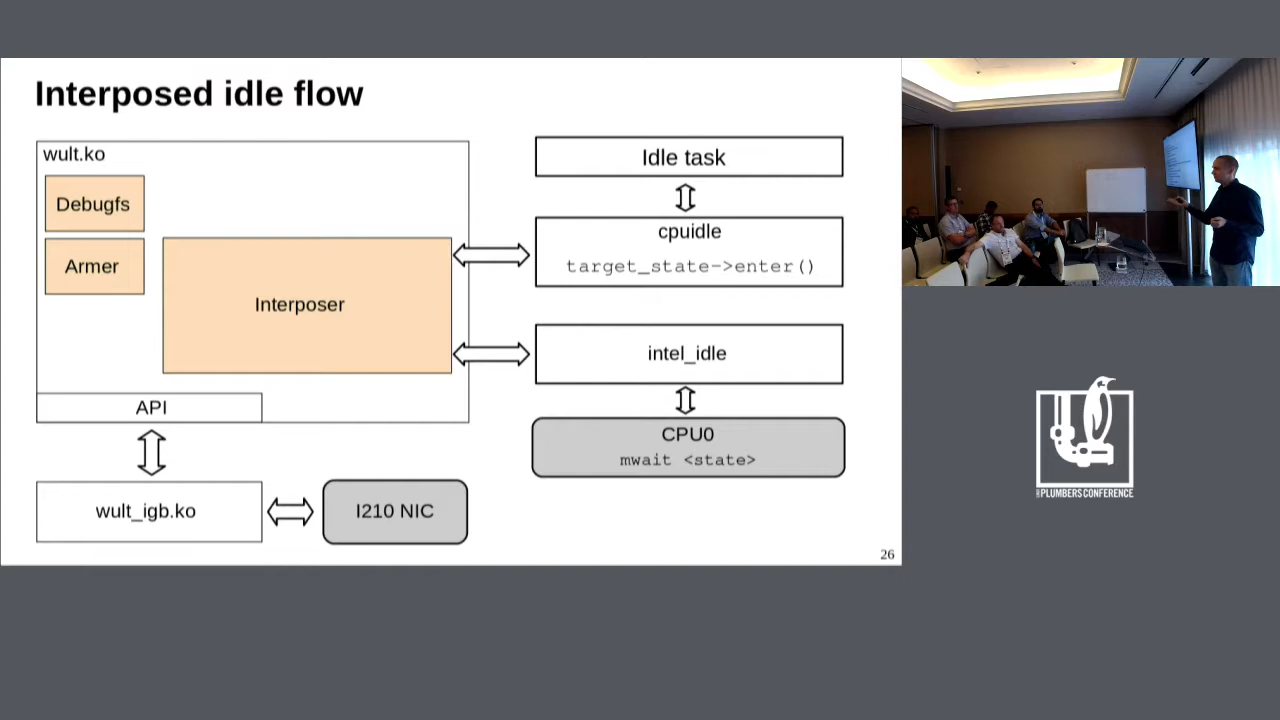 Interposed idle flow
wult.ko
Debugfs
Armer
Interposer
API
wult_igb.ko
I210 NIC
Idle task
cpuidle
target_state->enter()
intel_idle
CPU0
mwait <state>
26
PLUMBERS CONFERENCE